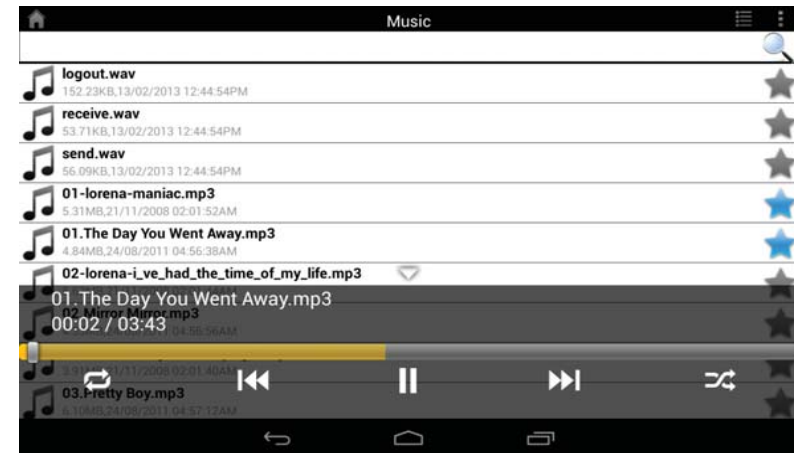 Music
logout.wav
152.23KB,13/02/2013 12:44:54PM
receive.wav
53.71KB,13/02/2013 12:44:54PM
send.wav
56.09KB,13/02/2013 12:44:54PM
01-lorena-maniac.mp3
5.31MB,21/11/2008 02:01:52AM
01.The Day You Went Away.mp3
4.84MB,24/08/2011 04:56:38AM
02-lorena-i_ve_had_the_time_of_my_life.mp3
01.The Day You Went Away.mp3
02.Mirror Mirror.mp3
00:02 / 03:43
03.Pretty Boy.mp3
6.10MB,24/08/2011 04:57:12AM